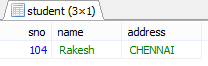 student (3×1)
sno name address
104 Rakesh CHENNAI